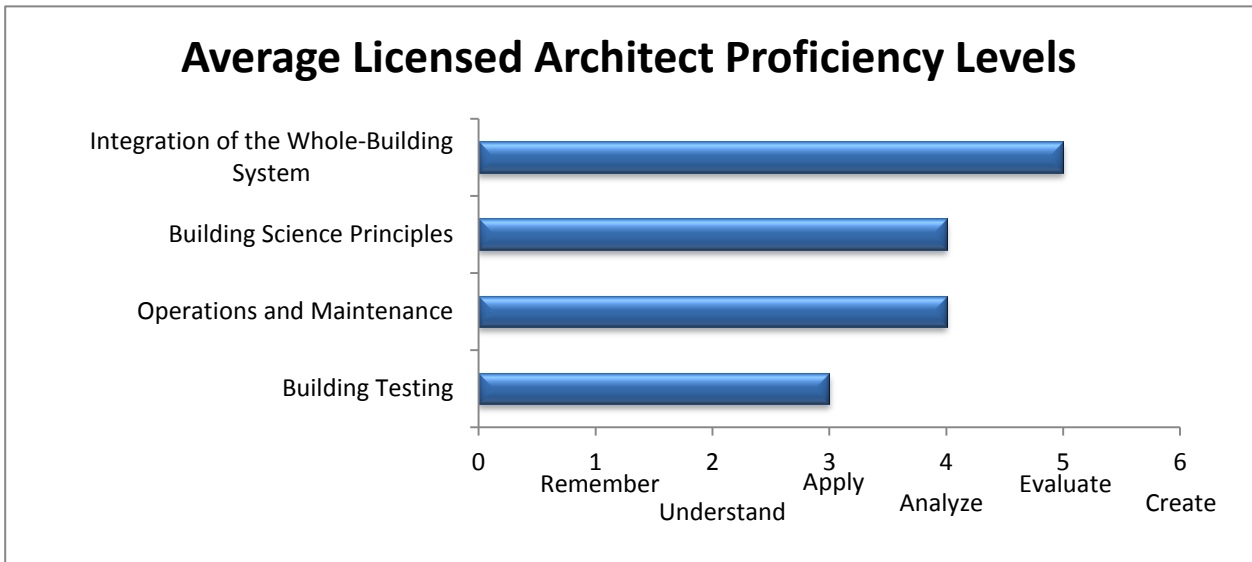 Average Licensed Architect Proficiency Levels
Integration of the Whole-Building
System
Building Science Principles
Operations and Maintenance
Building Testing
0 1 2 3 4 5 6
Remember Apply Evaluate
Understand Analyze Create